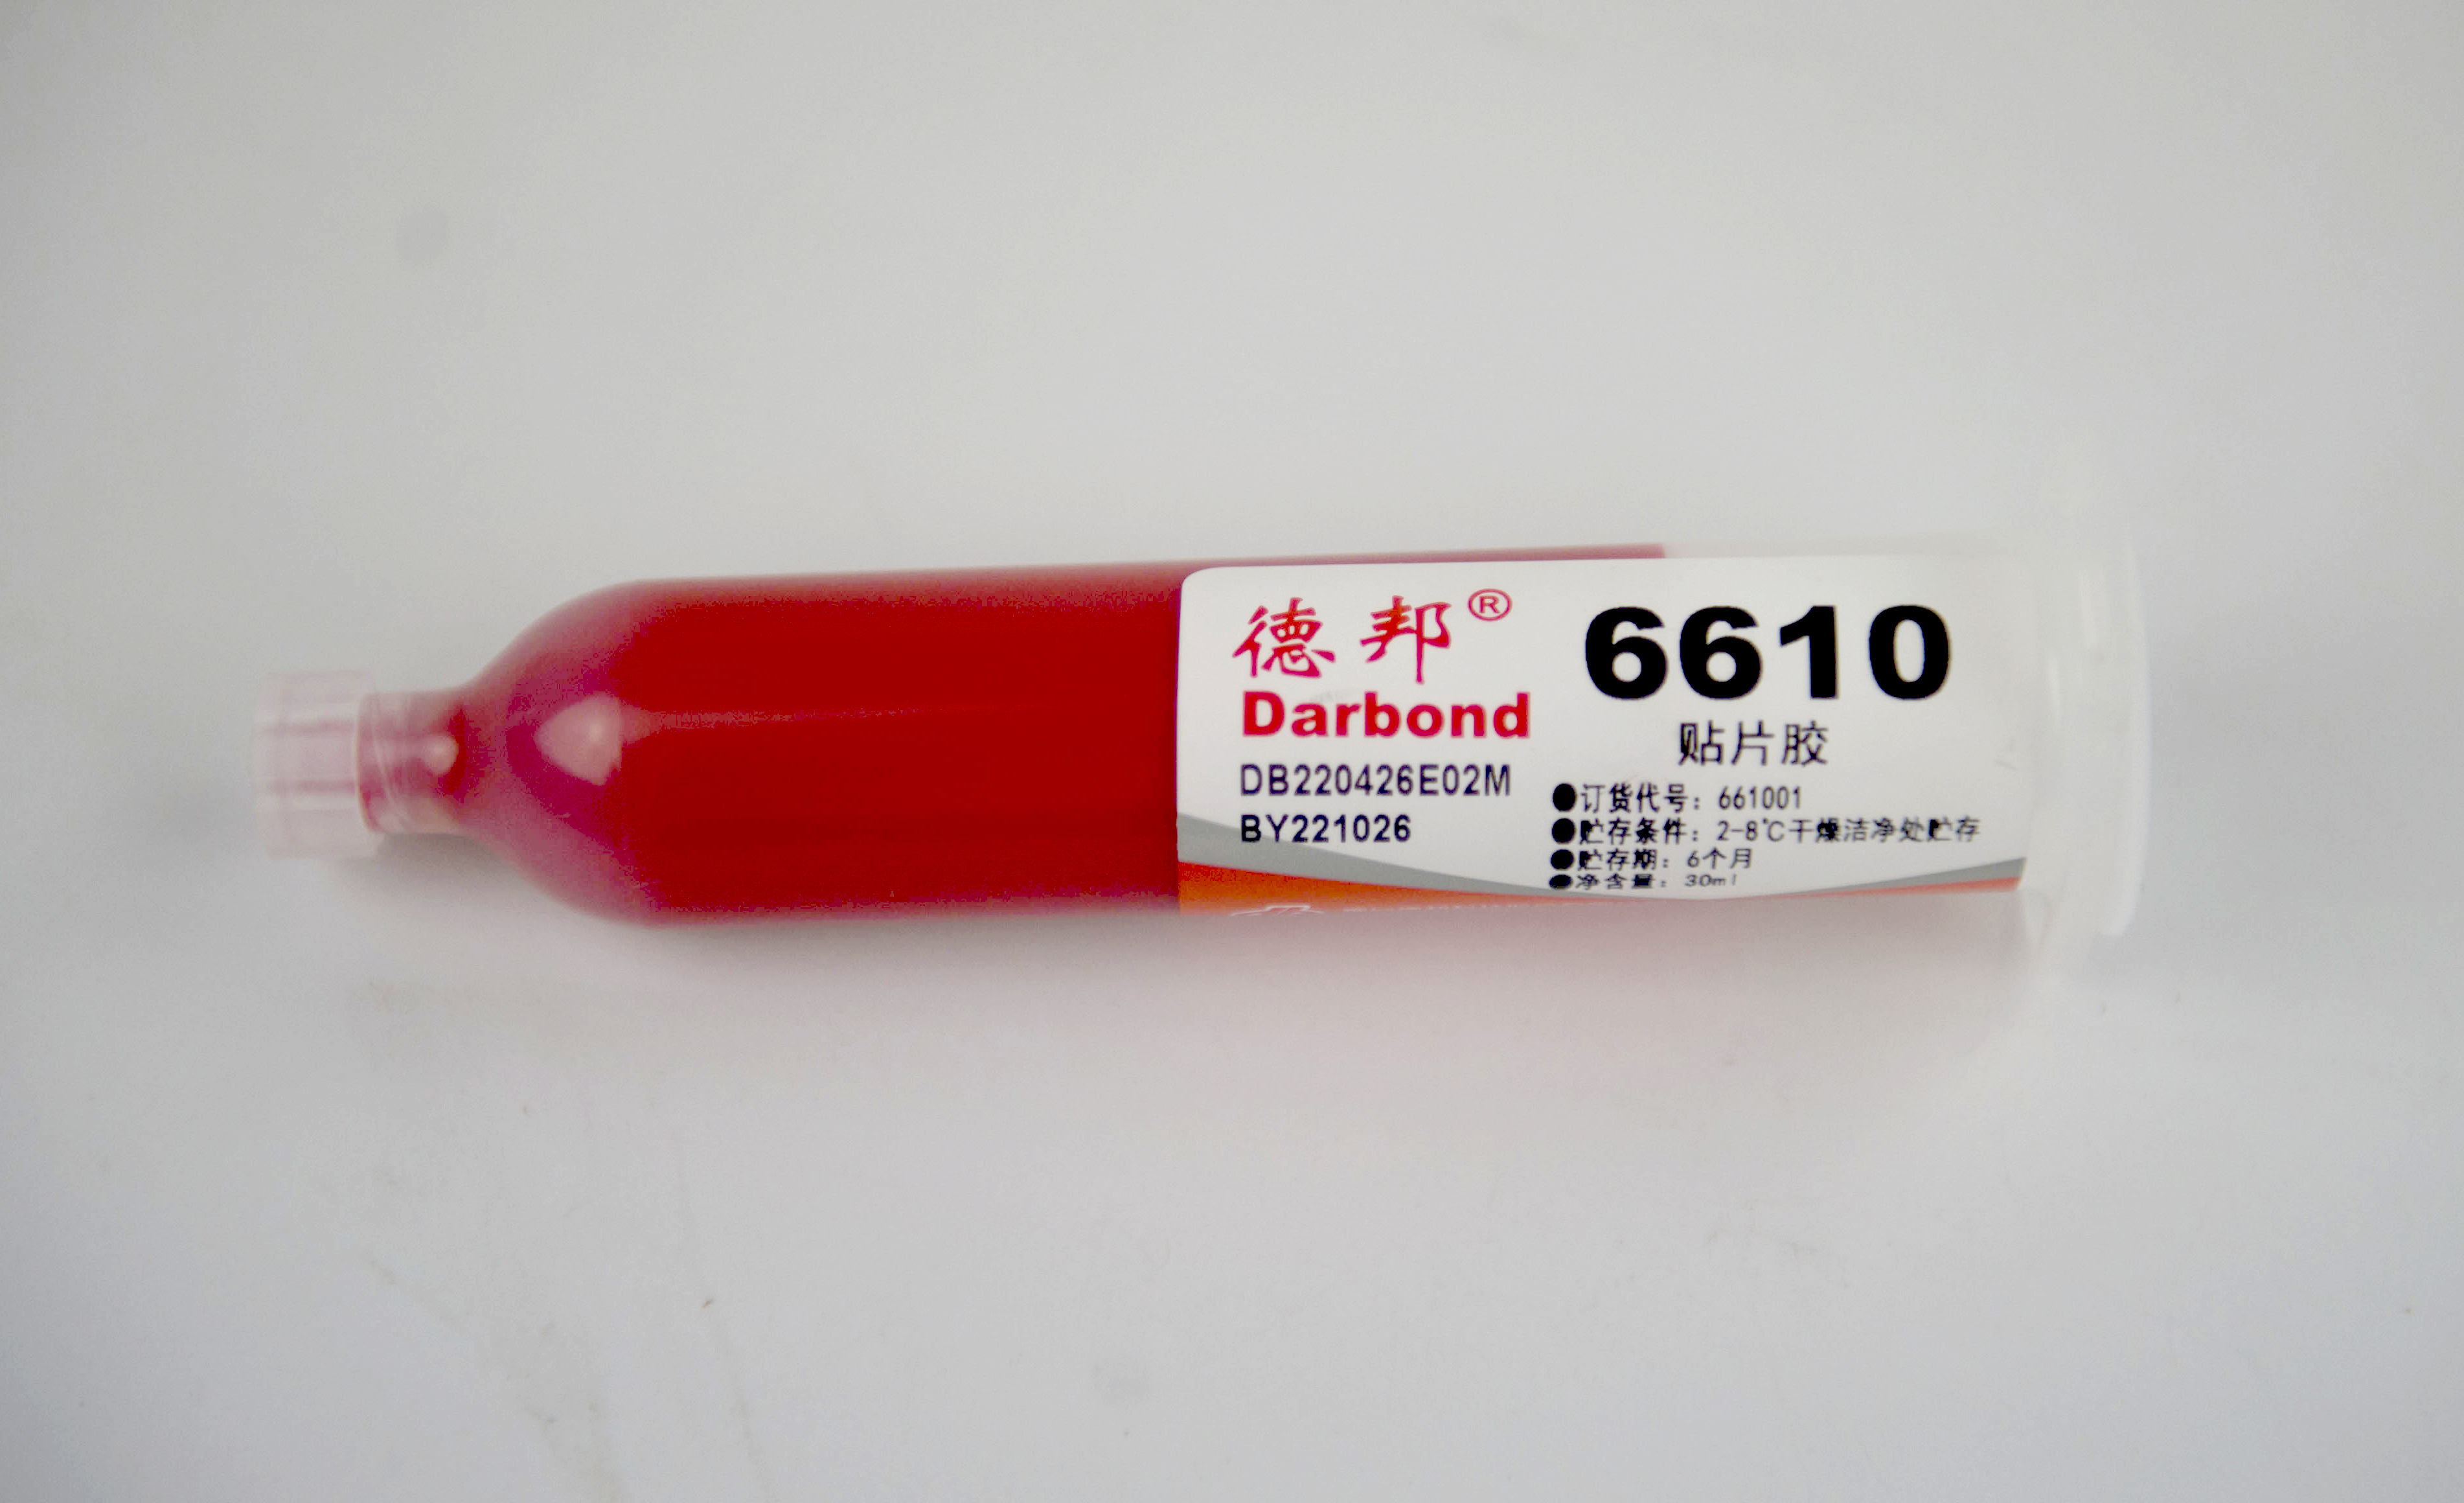 德邦®
Darbond
DB220426E02M
BY221026
6610
贴片胶
●订货代号：661001
●贮存条件：2-8℃干燥洁净处贮存
●贮存期：6个月
●净含量：30ml